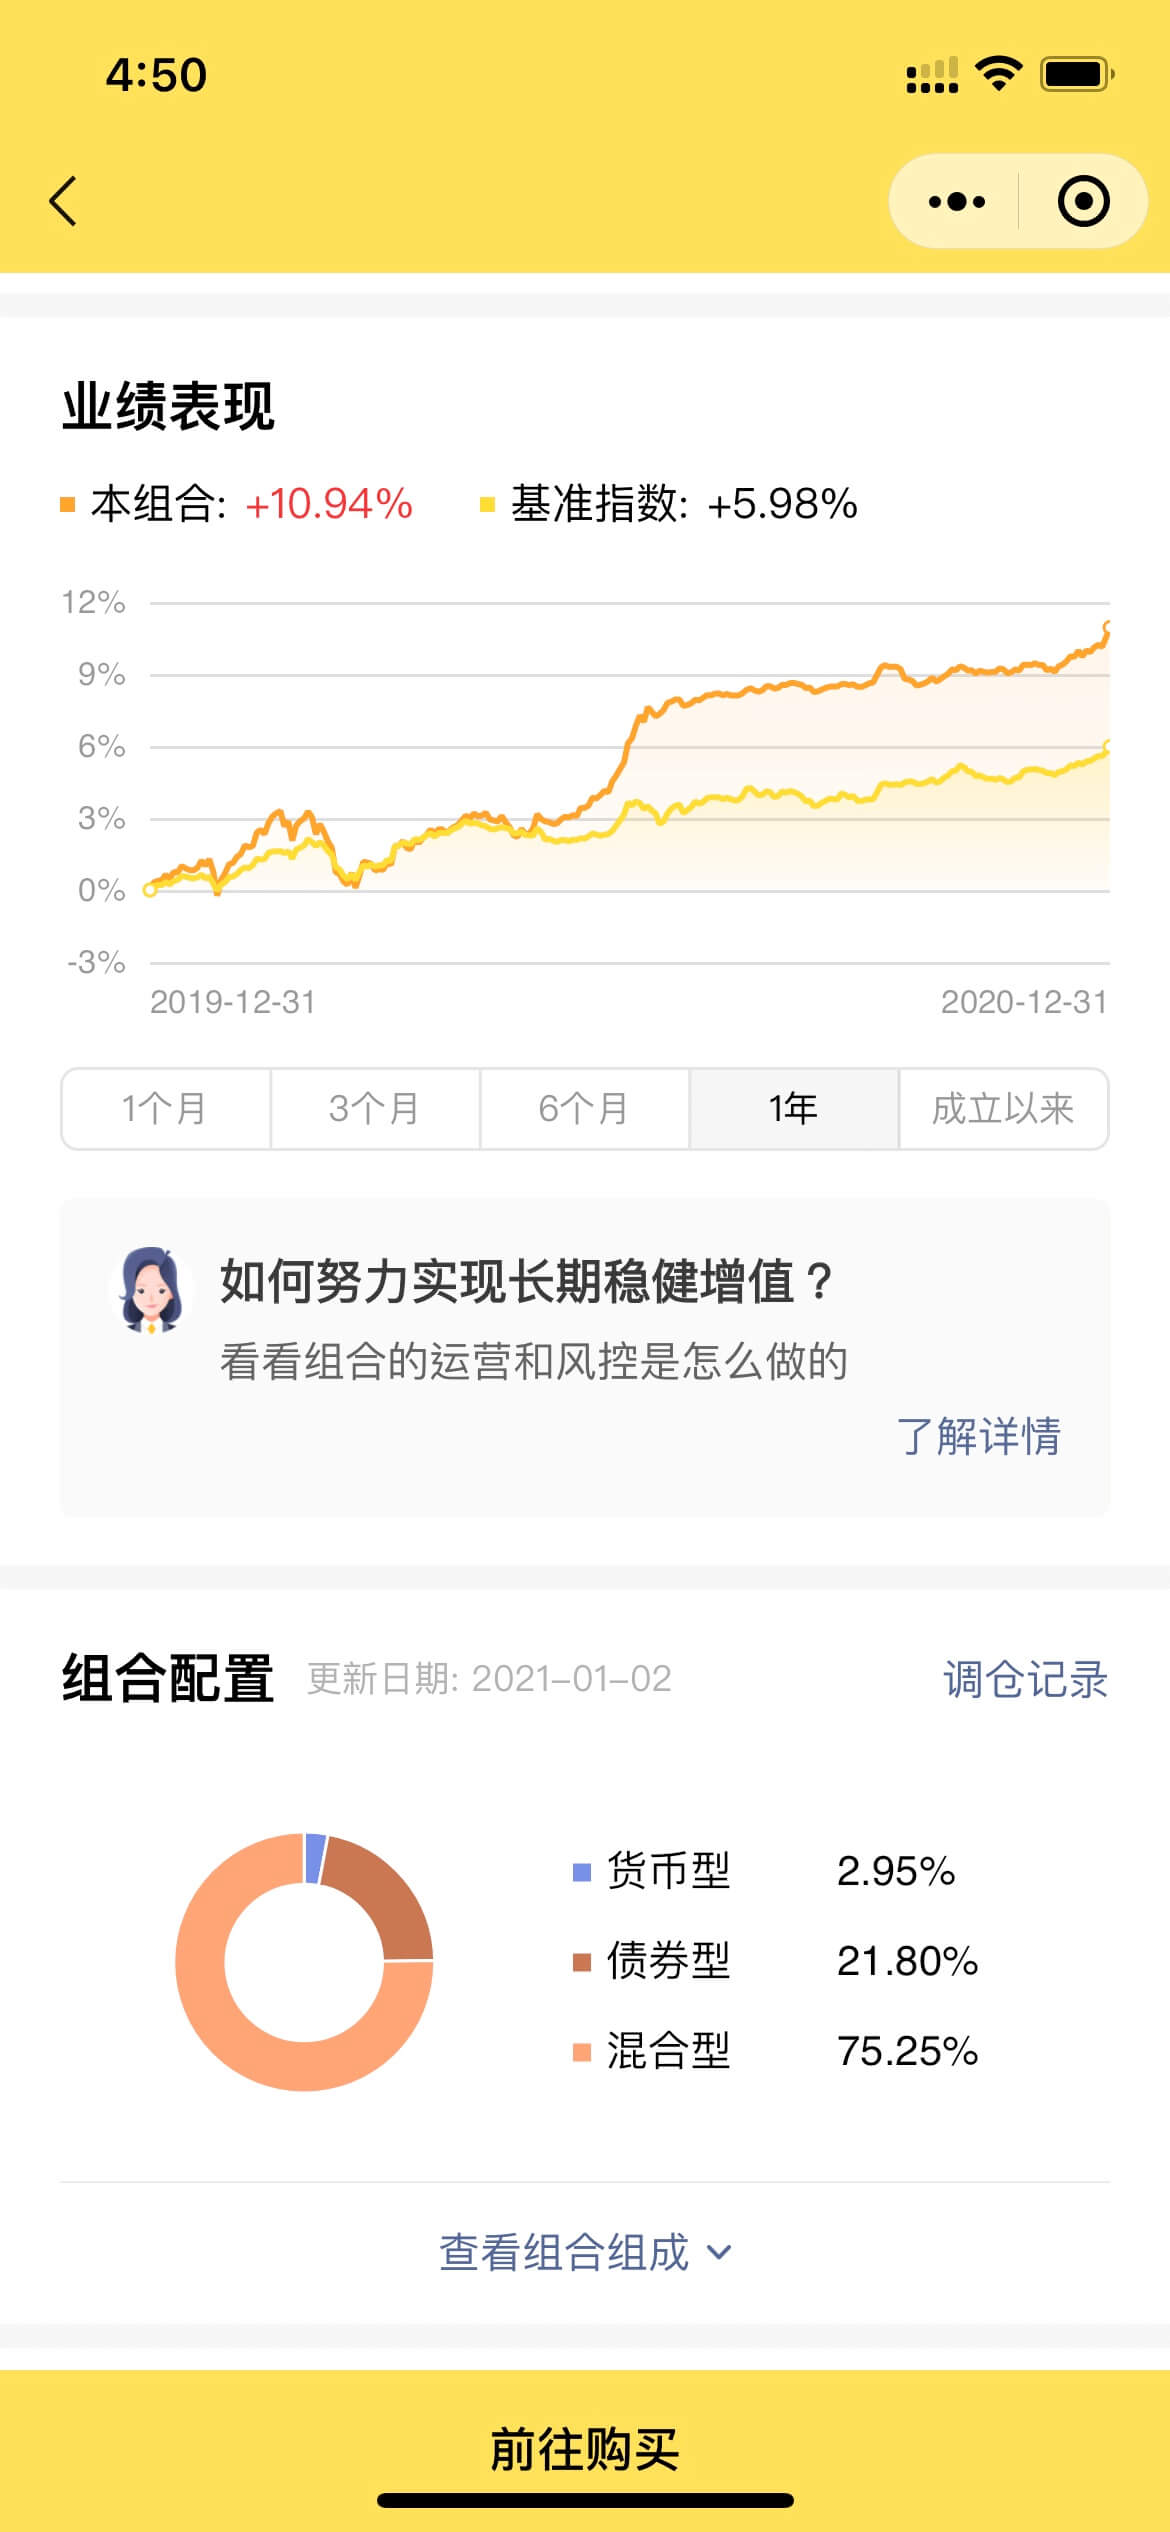 4:50
业绩表现
本组合: +10.94% 基准指数: +5.98%
12%
9%
6%
3%
0%
-3%
2019-12-31 2020-12-31
1个月 3个月 6个月 1年 成立以来
如何努力实现长期稳健增值？
看看组合的运营和风控是怎么做的
了解详情
组合配置 更新日期: 2021-01-02 调仓记录
货币型 2.95%
债券型 21.80%
混合型 75.25%
查看组合组成
前往购买